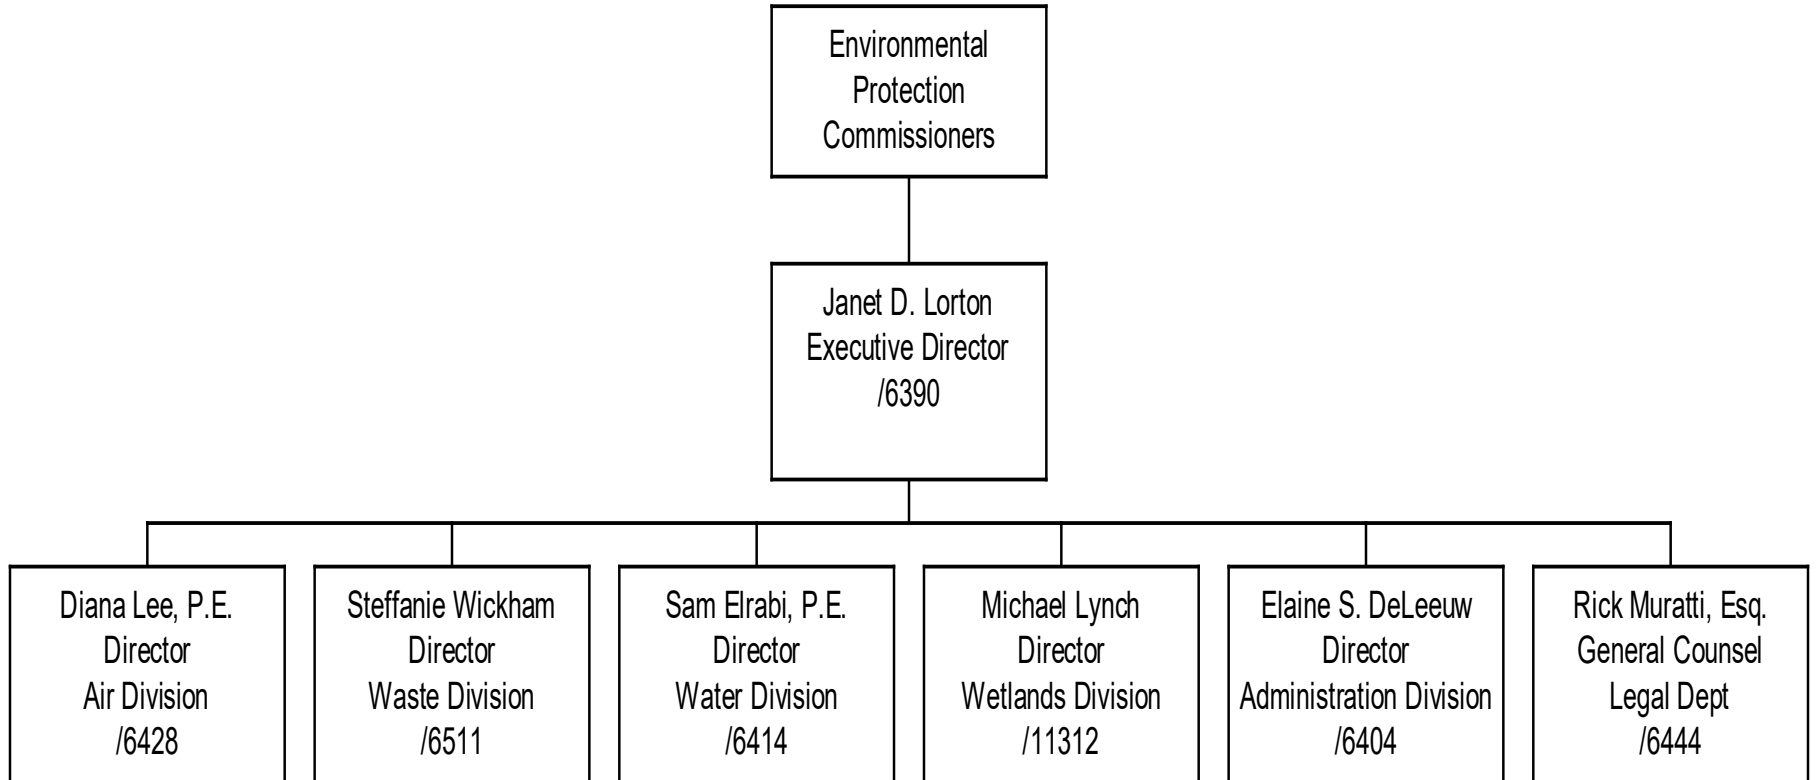 Environmental
Protection
Commissioners
Janet D. Lorton
Executive Director
/6390
Diana Lee, P.E.
Director
Air Division
/6428
Steffanie Wickham
Director
Waste Division
/6511
Sam Elrabi, P.E.
Director
Water Division
/6414
Michael Lynch
Director
Wetlands Division
/11312
Elaine S. DeLeeuw
Director
Administration Division
/6404
Rick Muratti, Esq.
General Counsel
Legal Dept
/6444